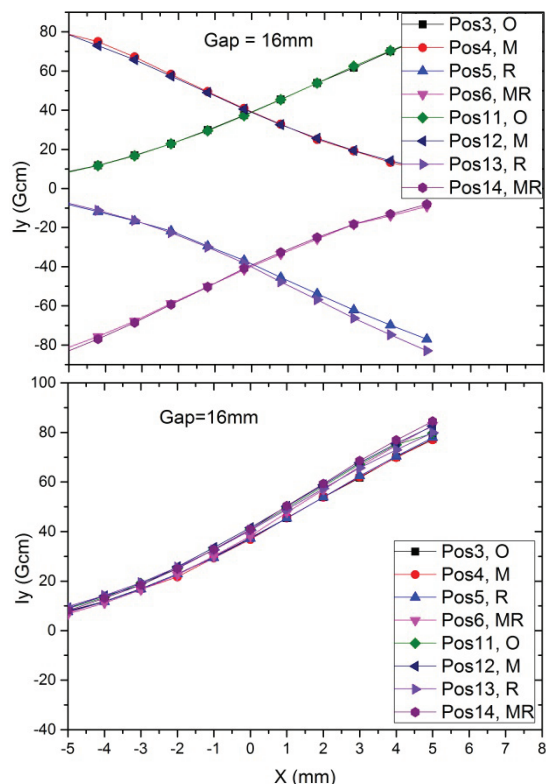 Gap = 16mm
Pos3, O
Pos4, M
Pos5, R
Pos6, MR
Pos11, O
Pos12, M
Pos13, R
Pos14, MR
80
60
40
20
0
-20
-40
-60
-80
Iy (Gcm)
Gap=16mm
100
80
60
40
20
0
-20
-40
Iy (Gcm)
Pos3, O
Pos4, M
Pos5, R
Pos6, MR
Pos11, O
Pos12, M
Pos13, R
Pos14, MR
-5 -4 -3 -2 -1 0 1 2 3 4 5 6 7 8
X (mm)